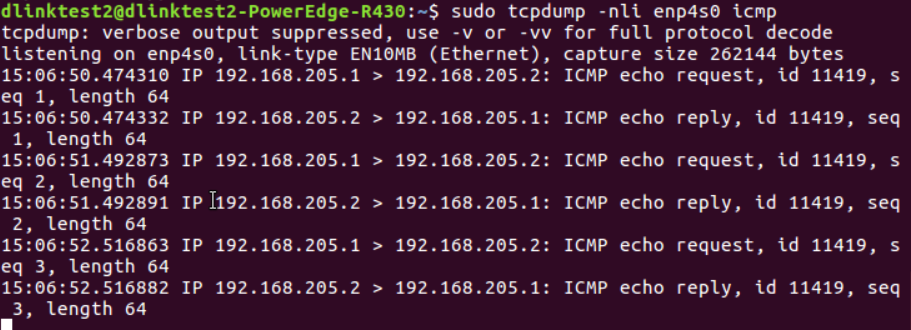 dlinktest2@dlinktest2-PowerEdge-R430:~$ sudo tcpdump -nli enp4s0 icmp
tcpdump: verbose output suppressed, use -v or -vv for full protocol decode
listening on enp4s0, link-type EN10MB (Ethernet), capture size 262144 bytes
15:06:50.474310 IP 192.168.205.1 > 192.168.205.2: ICMP echo request, id 11419, s
eq 1, length 64
15:06:50.474332 IP 192.168.205.2 > 192.168.205.1: ICMP echo reply, id 11419, seq
 1, length 64
15:06:51.492873 IP 192.168.205.1 > 192.168.205.2: ICMP echo request, id 11419, s
eq 2, length 64
15:06:51.492891 IP 192.168.205.2 > 192.168.205.1: ICMP echo reply, id 11419, seq
 2, length 64
15:06:52.516863 IP 192.168.205.1 > 192.168.205.2: ICMP echo request, id 11419, s
eq 3, length 64
15:06:52.516882 IP 192.168.205.2 > 192.168.205.1: ICMP echo reply, id 11419, seq
 3, length 64